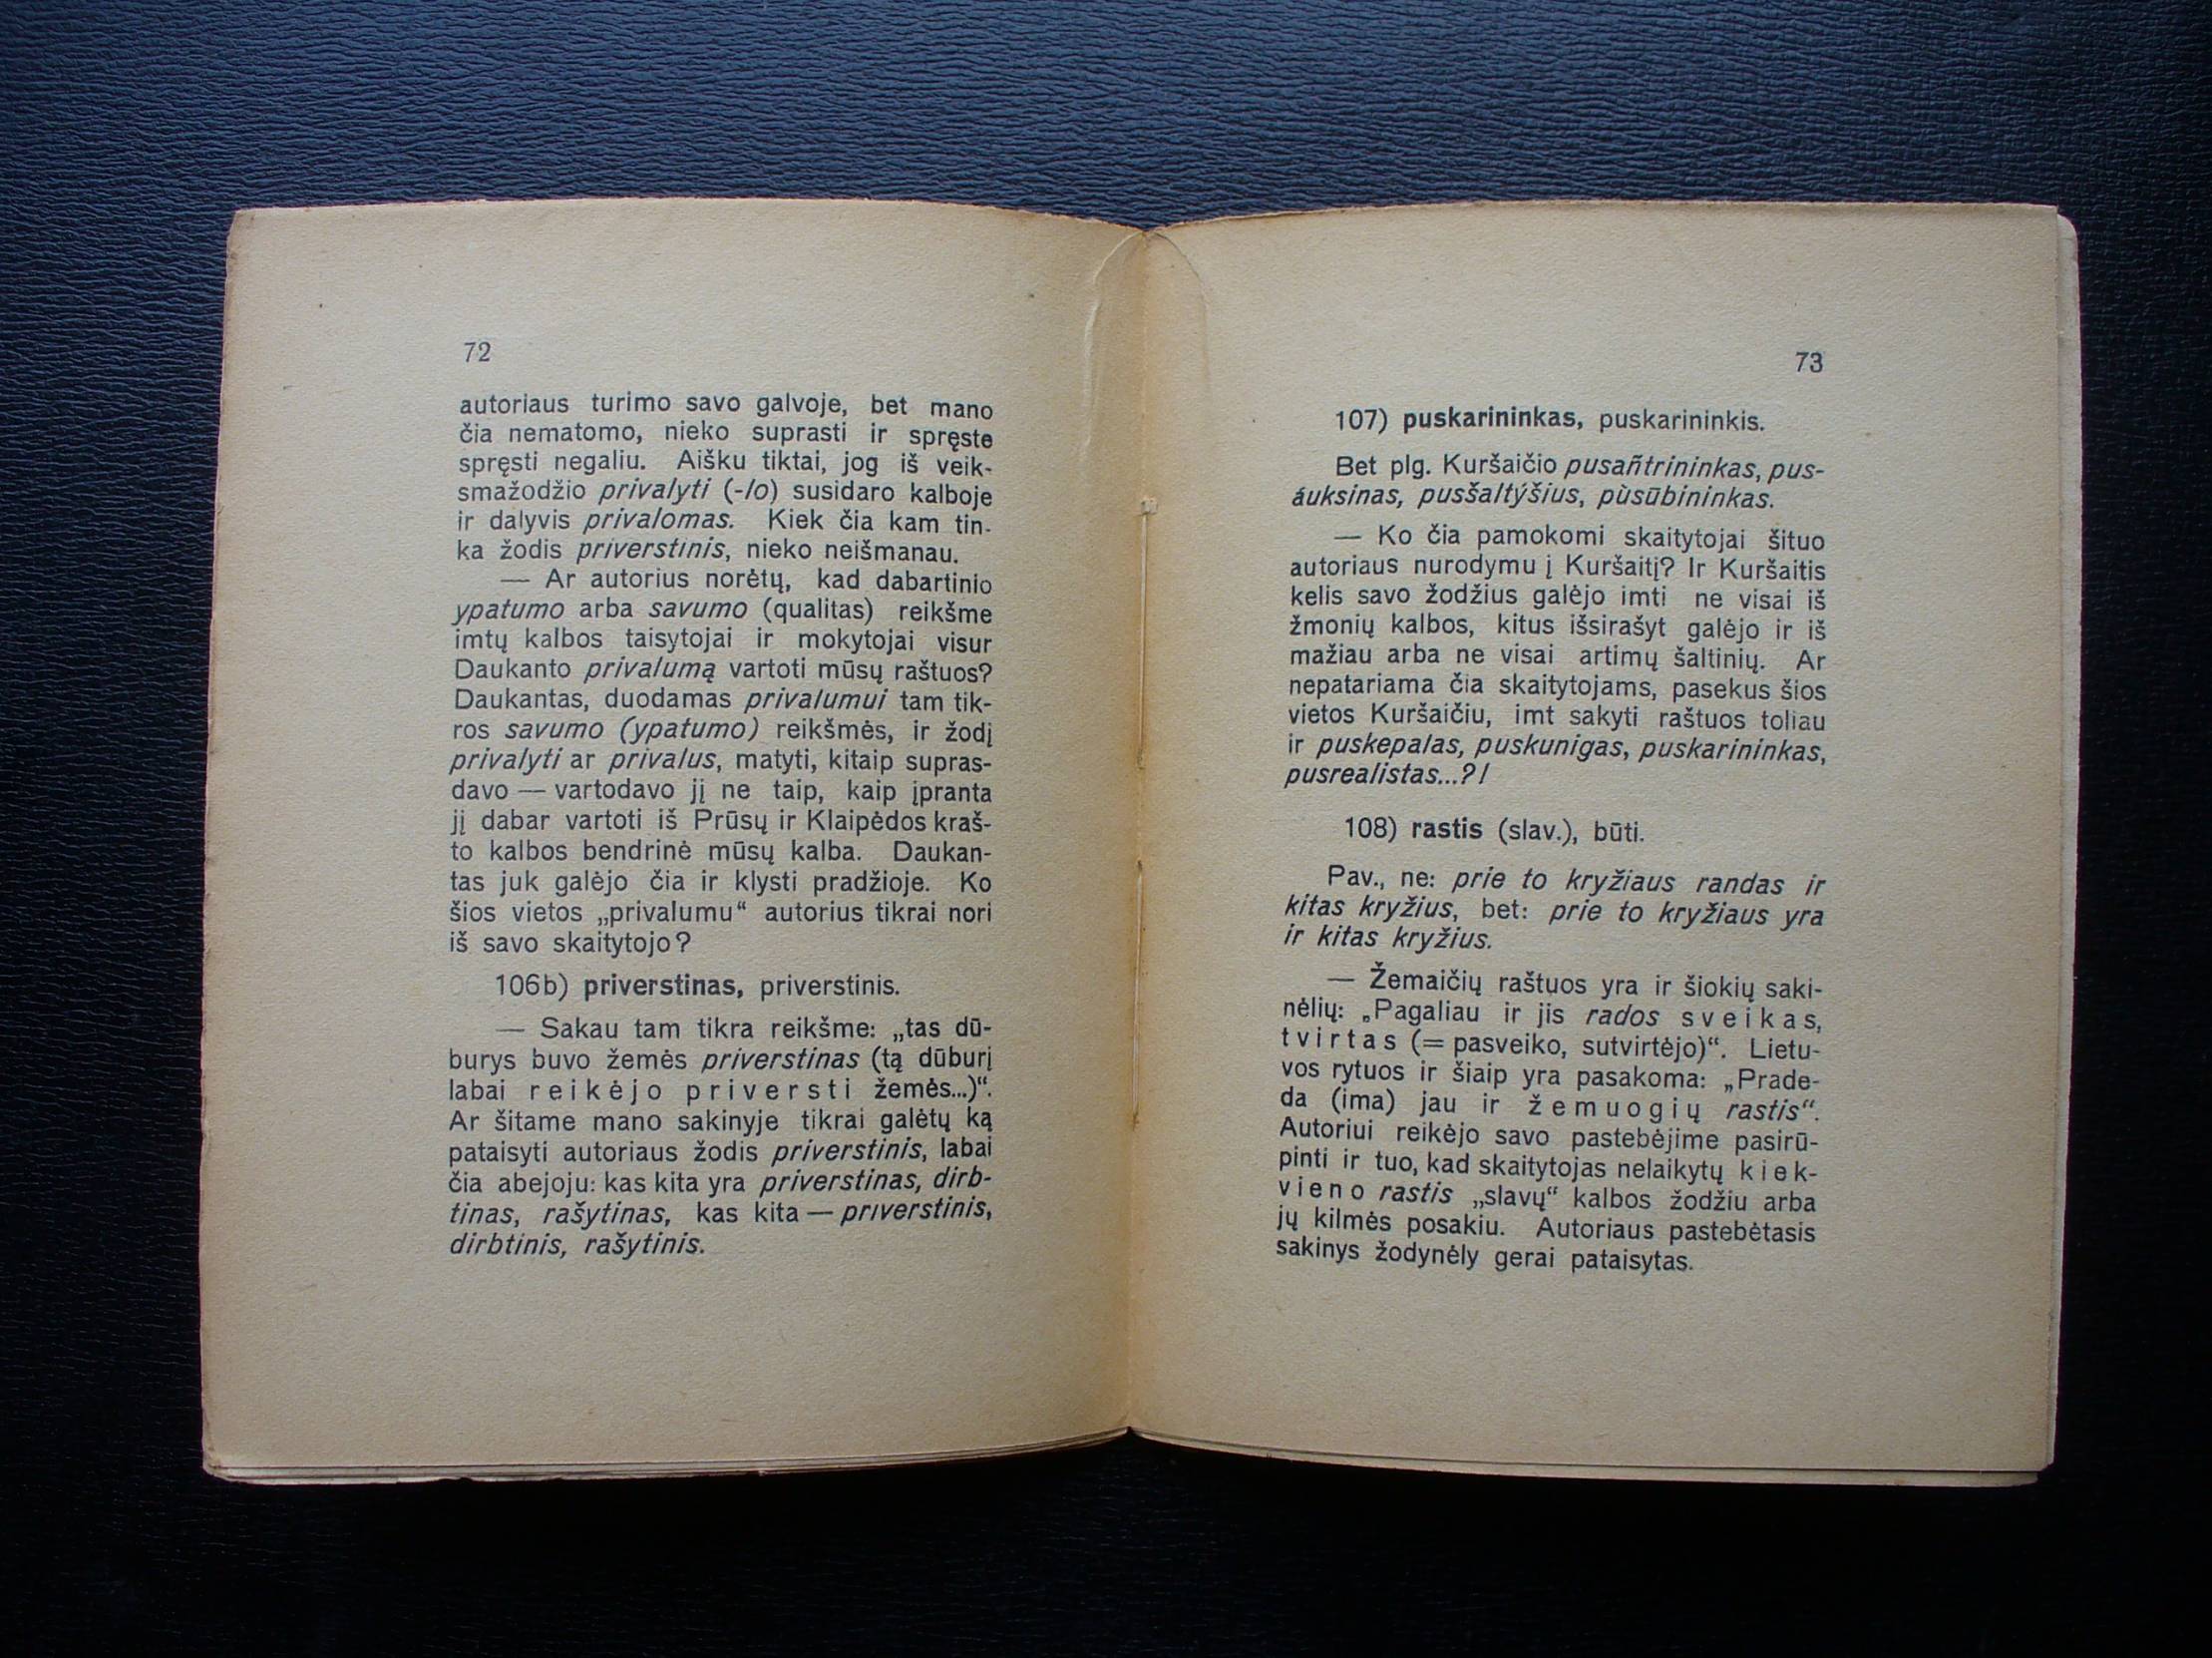 72
autoriaus turimo savo galvoje, bet mano
čia nematomo, nieko suprasti ir spręste
spręsti negaliu. Aišku tiktai, jog iš veik-
smažodžio privalyti (-lo) susidaro kalboje
ir dalyvis privalomas. Kiek čia kam tin-
ka žodis priverstinis, nieko neišmanau.
— Ar autorius norėtų, kad dabartinio
ypatumo arba savumo (qualitas) reikšme
imtų kalbos taisytojai ir mokytojai visur
Daukanto privalumą vartoti mūsų raštuos?
Daukantas, duodamas privalumui tam tik-
ros savumo (ypatumo) reikšmės, ir žodį
privalyti ar privalus, matyti, kitaip supras-
davo — vartodavo jį ne taip, kaip įpranta
jį dabar vartoti iš Prūsų ir Klaipėdos kraš-
to kalbos bendrinė mūsų kalba. Daukan-
tas juk galėjo čia ir klysti pradžioje. Ko
šios vietos „privalumu“ autorius tikrai nori
iš savo skaitytojo?
106b) priverstinas, priverstinis.
— Sakau tam tikra reikšme: „tas dū-
burys buvo žemės priverstinas (tą dūburį
labai reikėjo priversti žemės...)“.
Ar šitame mano sakinyje tikrai galėtų ką
pataisyti autoriaus žodis priverstinis, labai
čia abejoju: kas kita yra priverstinas, dirb-
tinas, rašytinas, kas kita — priverstinis,
dirbtinis, rašytinis.
73
107) puskarininkas, puskarininkis.
Bet plg. Kuršaičio pusañtrininkas, pus-
áuksinas, pusšaltýšius, pùsūbininkas.
— Ko čia pamokomi skaitytojai šituo
autoriaus nurodymu į Kuršaitį? Ir Kuršaitis
kelis savo žodžius galėjo imti ne visai iš
žmonių kalbos, kitus išsirašyt galėjo ir iš
mažiau arba ne visai artimų šaltinių. Ar
nepatariama čia skaitytojams, pasekus šios
vietos Kuršaičiu, imt sakyti raštuos toliau
ir puskepalas, puskunigas, puskarininkas,
pusrealistas...?!
108) rastis (slav.), būti.
Pav., ne: prie to kryžiaus randas ir
kitas kryžius, bet: prie to kryžiaus yra
ir kitas kryžius.
— Žemaičių raštuos yra ir šiokių saki-
nėlių: „Pagaliau ir jis rados sveikas,
tvirtas (= pasveiko, sutvirtėjo)“. Lietu-
vos rytuos ir šiaip yra pasakoma: „Prade-
da (ima) jau ir žemuogių rastis“.
Autoriui reikėjo savo pastebėjime pasirū-
pinti ir tuo, kad skaitytojas nelaikytų kiek-
vieno rastis „slavų“ kalbos žodžiu arba
jų kilmės posakiu. Autoriaus pastebėtasis
sakinys žodynėly gerai pataisytas.